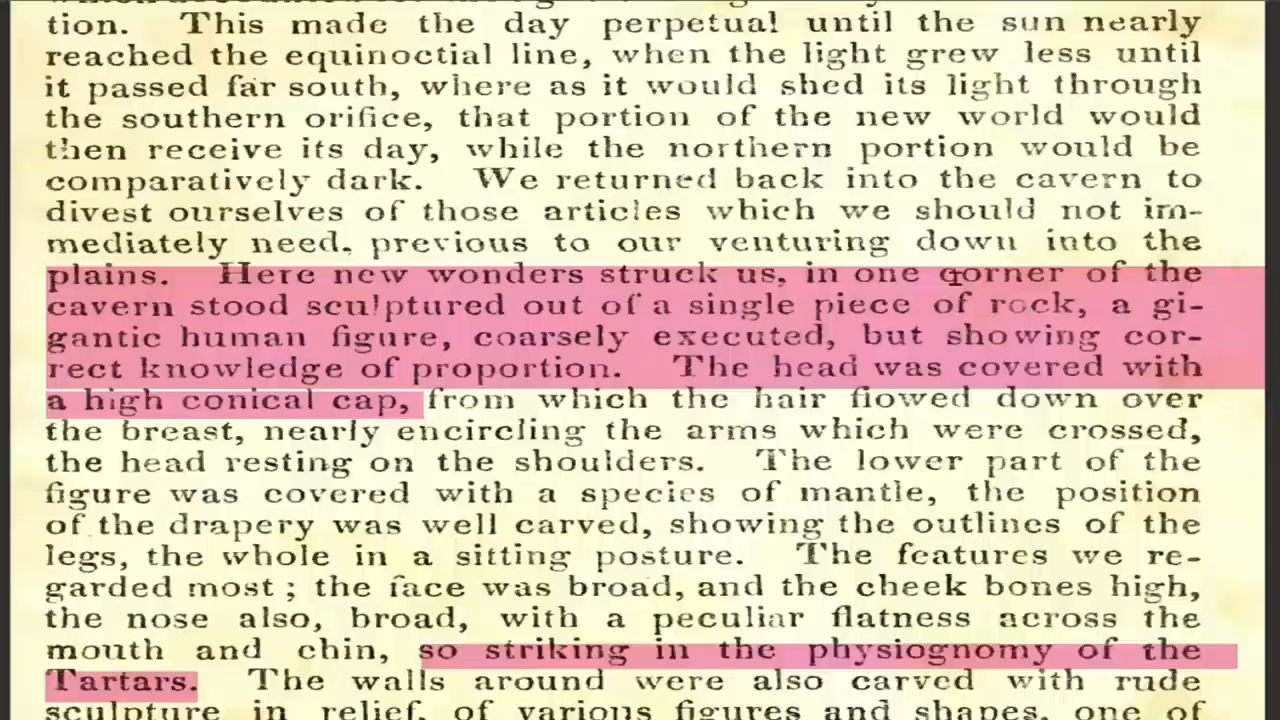 tion. This made the day perpetual until the sun nearly
reached the equinoctial line, when the light grew less until
it passed far south, where as it would shed its light through
the southern orifice, that portion of the new world would
then receive its day, while the northern portion would be
comparatively dark. We returned back into the cavern to
divest ourselves of those articles which we should not im-
mediately need, previous to our venturing down into the
plains. Here new wonders struck us, in one corner of the
cavern stood sculptured out of a single piece of rock, a gi-
gantic human figure, coarsely executed, but showing cor-
rect knowledge of proportion. The head was covered with
a high conical cap, from which the hair flowed down over
the breast, nearly encircling the arms which were crossed,
the head resting on the shoulders. The lower part of the
figure was covered with a species of mantle, the position
of the drapery was well carved, showing the outlines of the
legs, the whole in a sitting posture. The features we re-
garded most ; the face was broad, and the cheek bones high,
the nose also, broad, with a peculiar flatness across the
mouth and chin, so striking in the physiognomy of the
Tartars. The walls around were also carved with rude
sculpture in relief, of various figures and shapes, one of